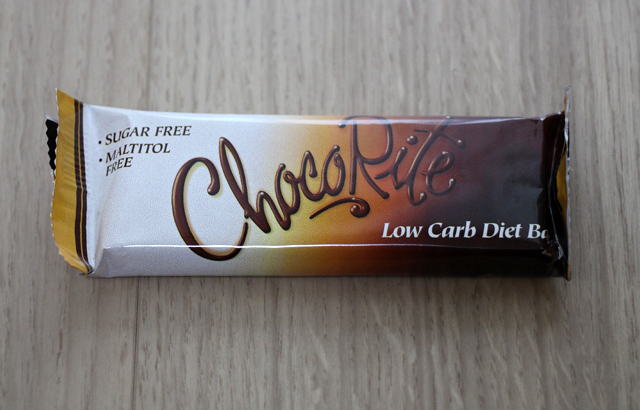 • SUGAR FREE
• MALTITOL
FREE
ChocoRite
Low Carb Diet Ba